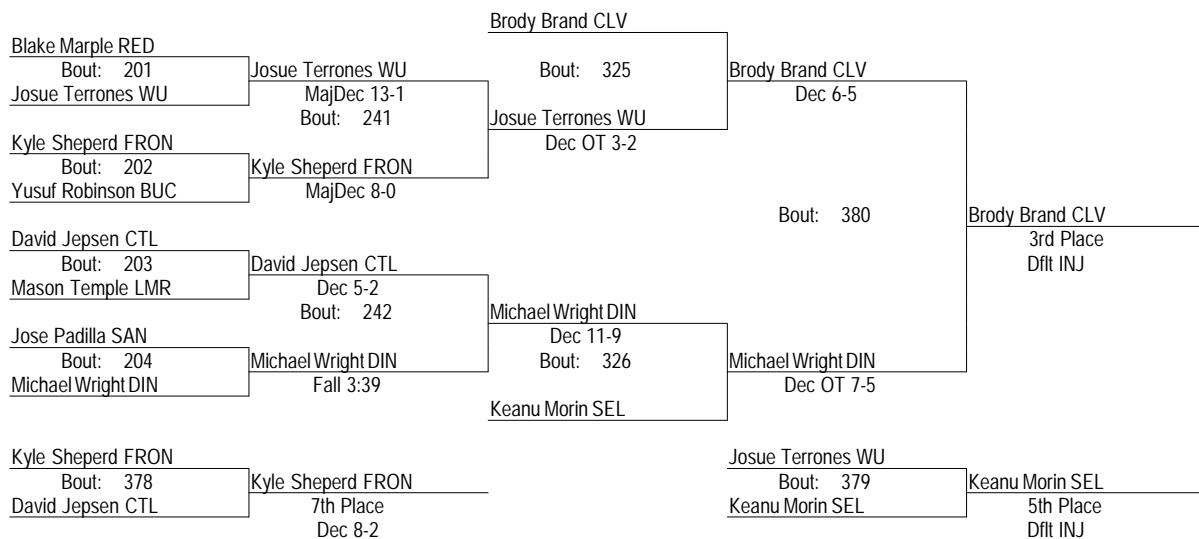 Brody Brand CLV
Blake Marple RED
Bout: 201
Josue Terrones WU
Josue Terrones WU
MajDec 13-1
Bout: 241
Bout: 325
Brody Brand CLV
Dec 6-5
Josue Terrones WU
Dec OT 3-2
Kyle Sheperd FRON
Bout: 202
Yusuf Robinson BUC
Kyle Sheperd FRON
MajDec 8-0
Bout: 380
Brody Brand CLV
3rd Place
Dflt INJ
David Jepsen CTL
Bout: 203
Mason Temple LMR
David Jepsen CTL
Dec 5-2
Bout: 242
Michael Wright DIN
Dec 11-9
Bout: 326
Jose Padilla SAN
Bout: 204
Michael Wright DIN
Michael Wright DIN
Fall 3:39
Michael Wright DIN
Dec OT 7-5
Keanu Morin SEL
Kyle Sheperd FRON
Bout: 378
David Jepsen CTL
Kyle Sheperd FRON
7th Place
Dec 8-2
Josue Terrones WU
Bout: 379
Keanu Morin SEL
Keanu Morin SEL
5th Place
Dflt INJ